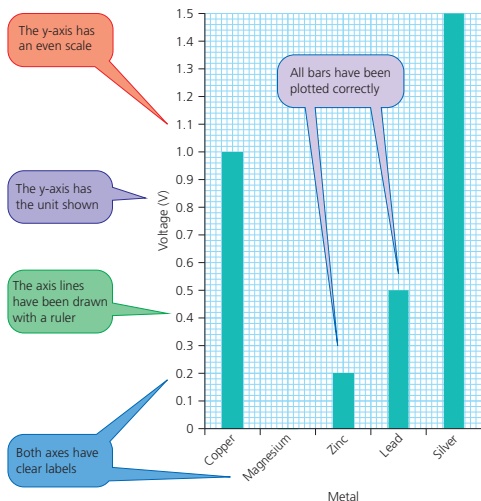 The y-axis has
an even scale
The y-axis has
the unit shown
The axis lines
have been drawn
with a ruler
Both axes have
clear labels
All bars have been
plotted correctly
Voltage (V)
1.5
1.4
1.3
1.2
1.1
1.0
0.9
0.8
0.7
0.6
0.5
0.4
0.3
0.2
0.1
0
Copper
Magnesium
Zinc
Lead
Silver
Metal